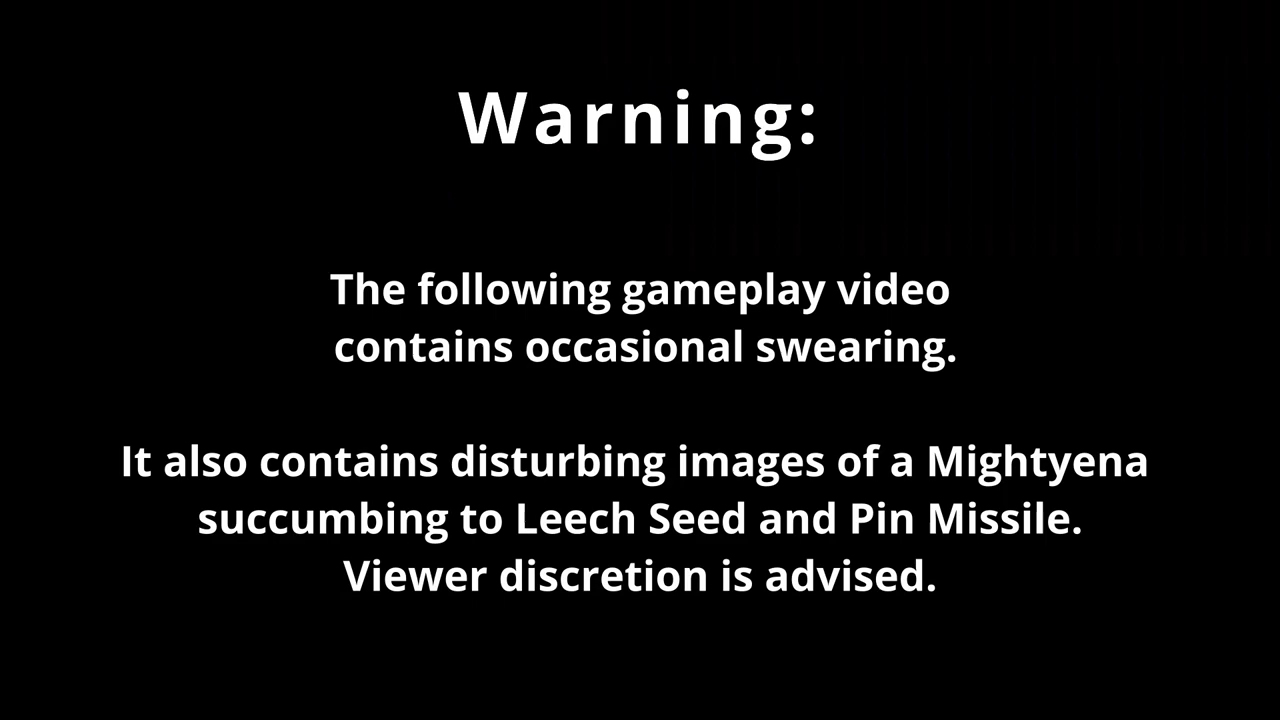 Warning:
The following gameplay video
contains occasional swearing.
It also contains disturbing images of a Mightyena
succumbing to Leech Seed and Pin Missile.
Viewer discretion is advised.